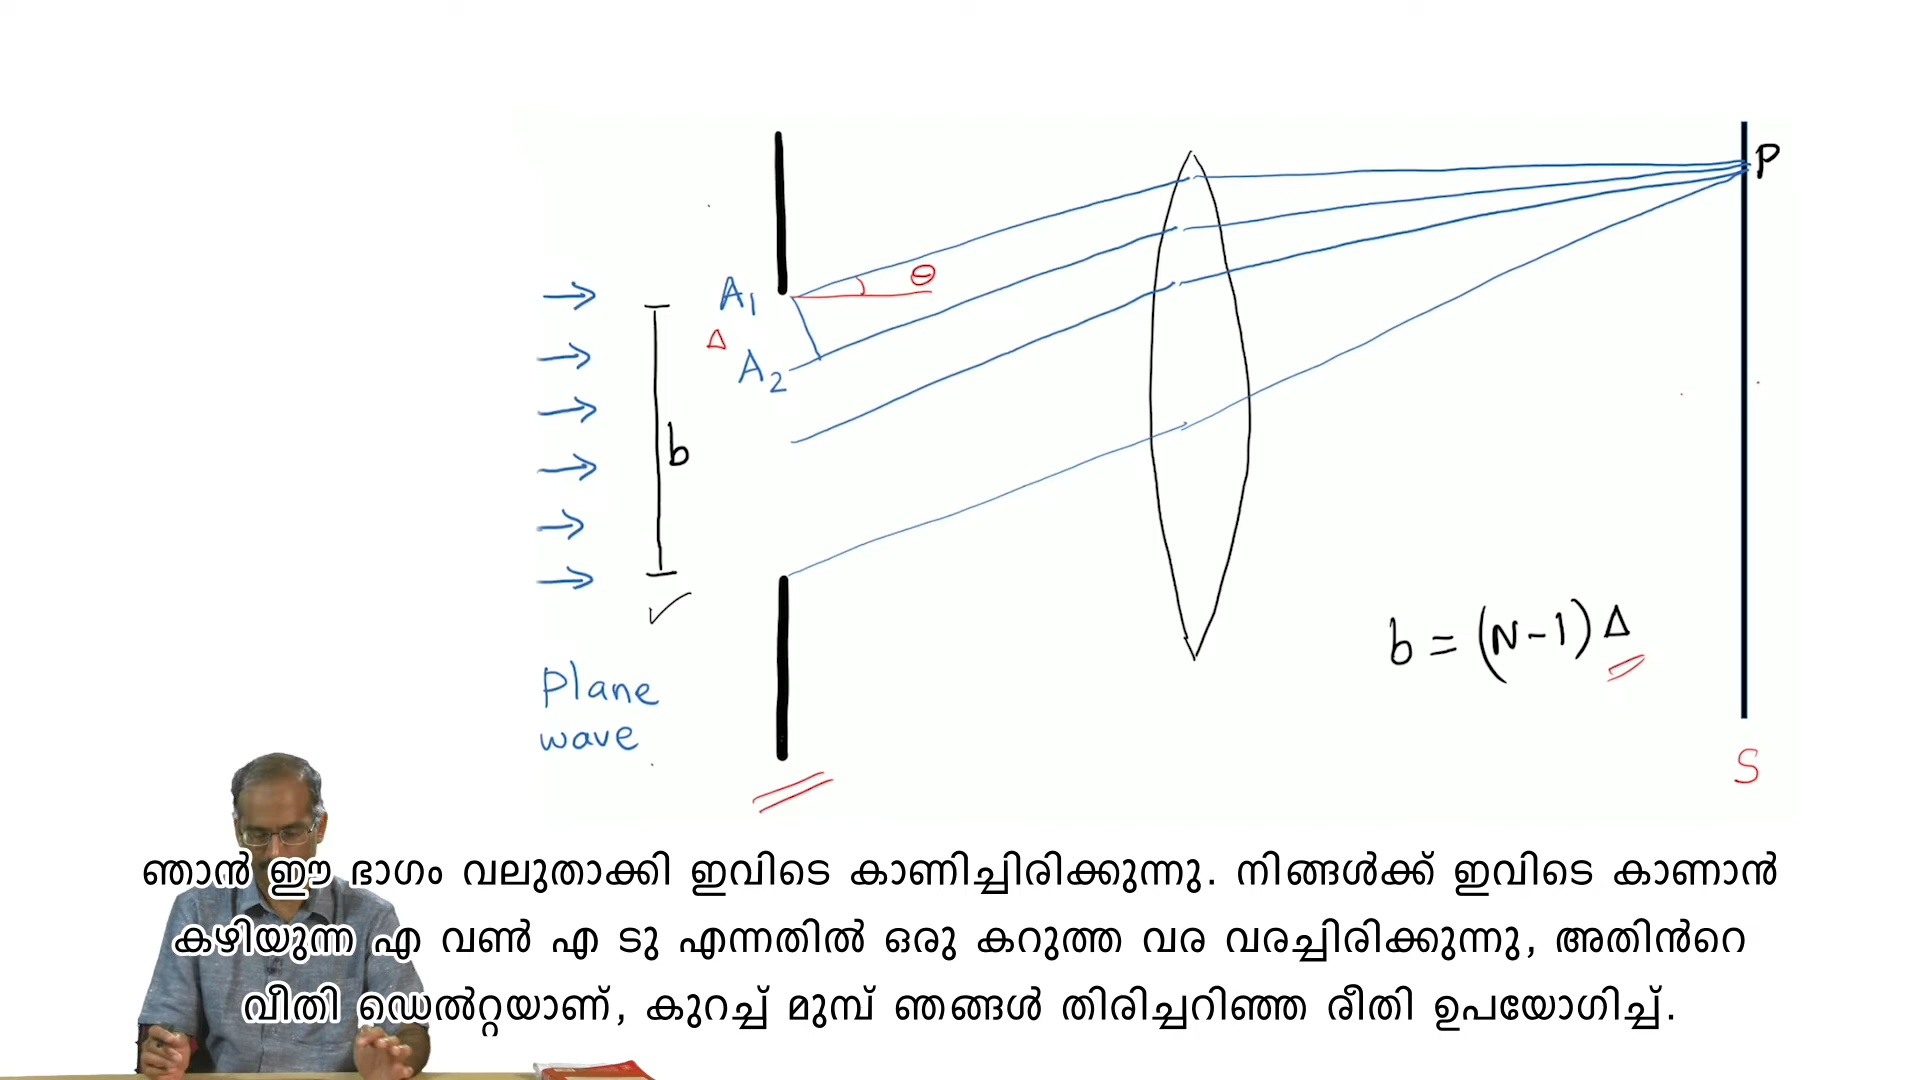 P
θ
A₁
Δ
A₂
b
b = (N-1) Δ
Plane
wave
S
ഞാൻ ഈ ഭാഗം വലുതാക്കി ഇവിടെ കാണിച്ചിരിക്കുന്നു. നിങ്ങൾക്ക് ഇവിടെ കാണാൻ
കഴിയുന്ന എ വൺ എ ടു എന്നതിൽ ഒരു കറുത്ത വര വരച്ചിരിക്കുന്നു, അതിൻറെ
വീതി ഡെൽറ്റയാണ്, കുറച്ച് മുമ്പ് ഞങ്ങൾ തിരിച്ചറിഞ്ഞ രീതി ഉപയോഗിച്ച്.